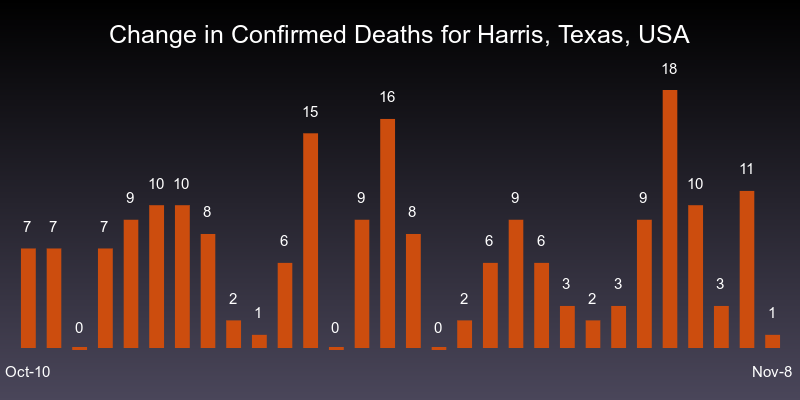 Change in Confirmed Deaths for Harris, Texas, USA
7 7 0 7 9 10 10 8 2 1 6 15 0 9 16 8 0 2 6 9 6 3 2 3 9 18 10 3 11 1
Oct-10 Nov-8